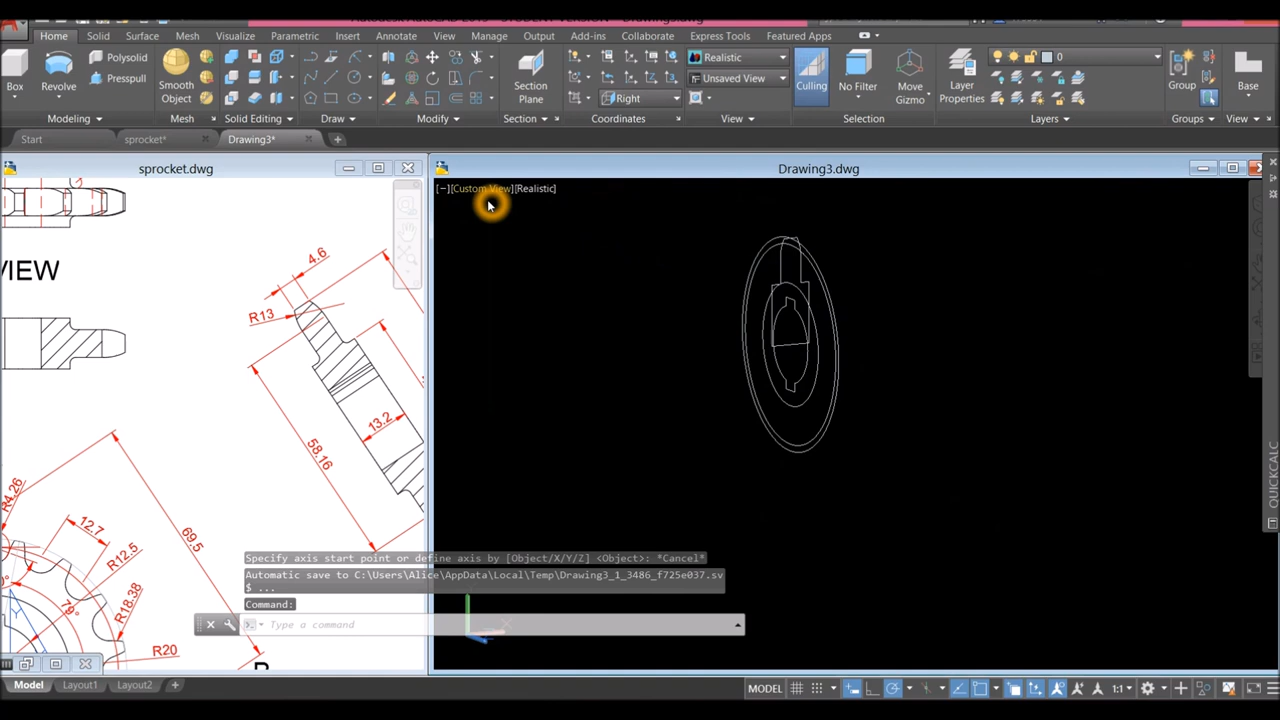 Home Solid Surface Mesh Visualize Parametric Insert Annotate View Manage Output Add-ins Collaborate Express Tools Featured Apps
Box Revolve Polysolid Presspull Smooth Object Section Plane Realistic Unsaved View Right Culling No Filter Move Gizmo Layer Properties 0 Group Base
Modeling Mesh Solid Editing Draw Modify Section Coordinates View Selection Layers Groups View
Start sprocket* Drawing3*
sprocket.dwg
Drawing3.dwg
[−][Custom View][Realistic]
VIEW
4.6
R13
13.2
58.16
12.7
R4.26
R12.5
69.5
79°
R18.38
R20
QUICKCALC
Specify axis start point or define axis by [Object/X/Y/Z] <Object>: *Cancel*
Automatic save to C:\Users\Alice\AppData\Local\Temp\Drawing3_1_3486_f725e037.sv
$ ...
Command:
Type a command
Model Layout1 Layout2
MODEL 1:1